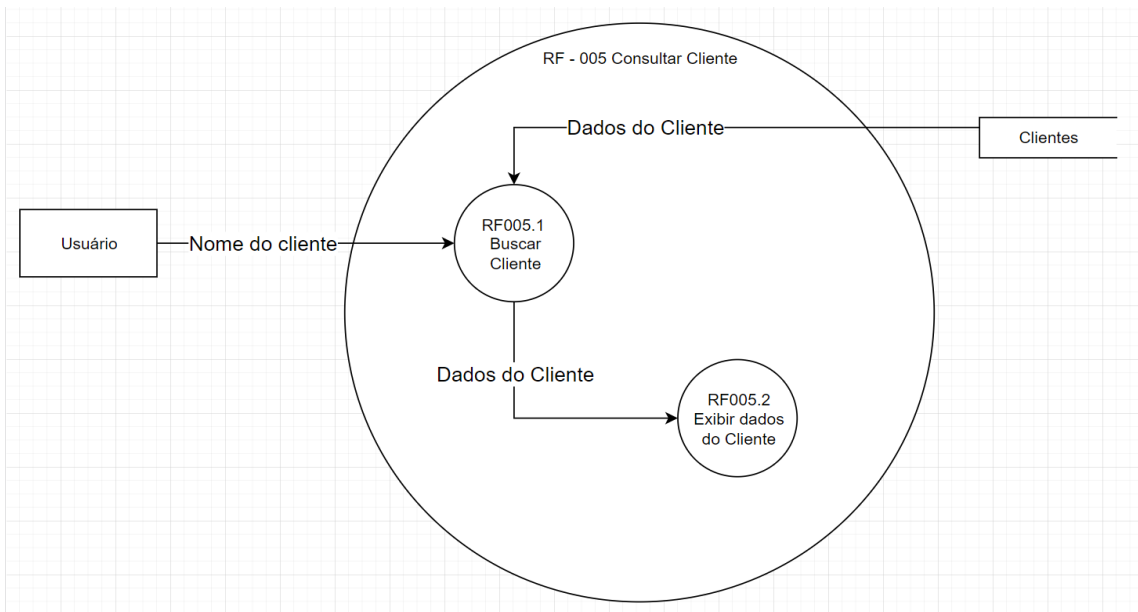 RF - 005 Consultar Cliente
Dados do Cliente
Clientes
Usuário
Nome do cliente
RF005.1
Buscar
Cliente
Dados do Cliente
RF005.2
Exibir dados
do Cliente